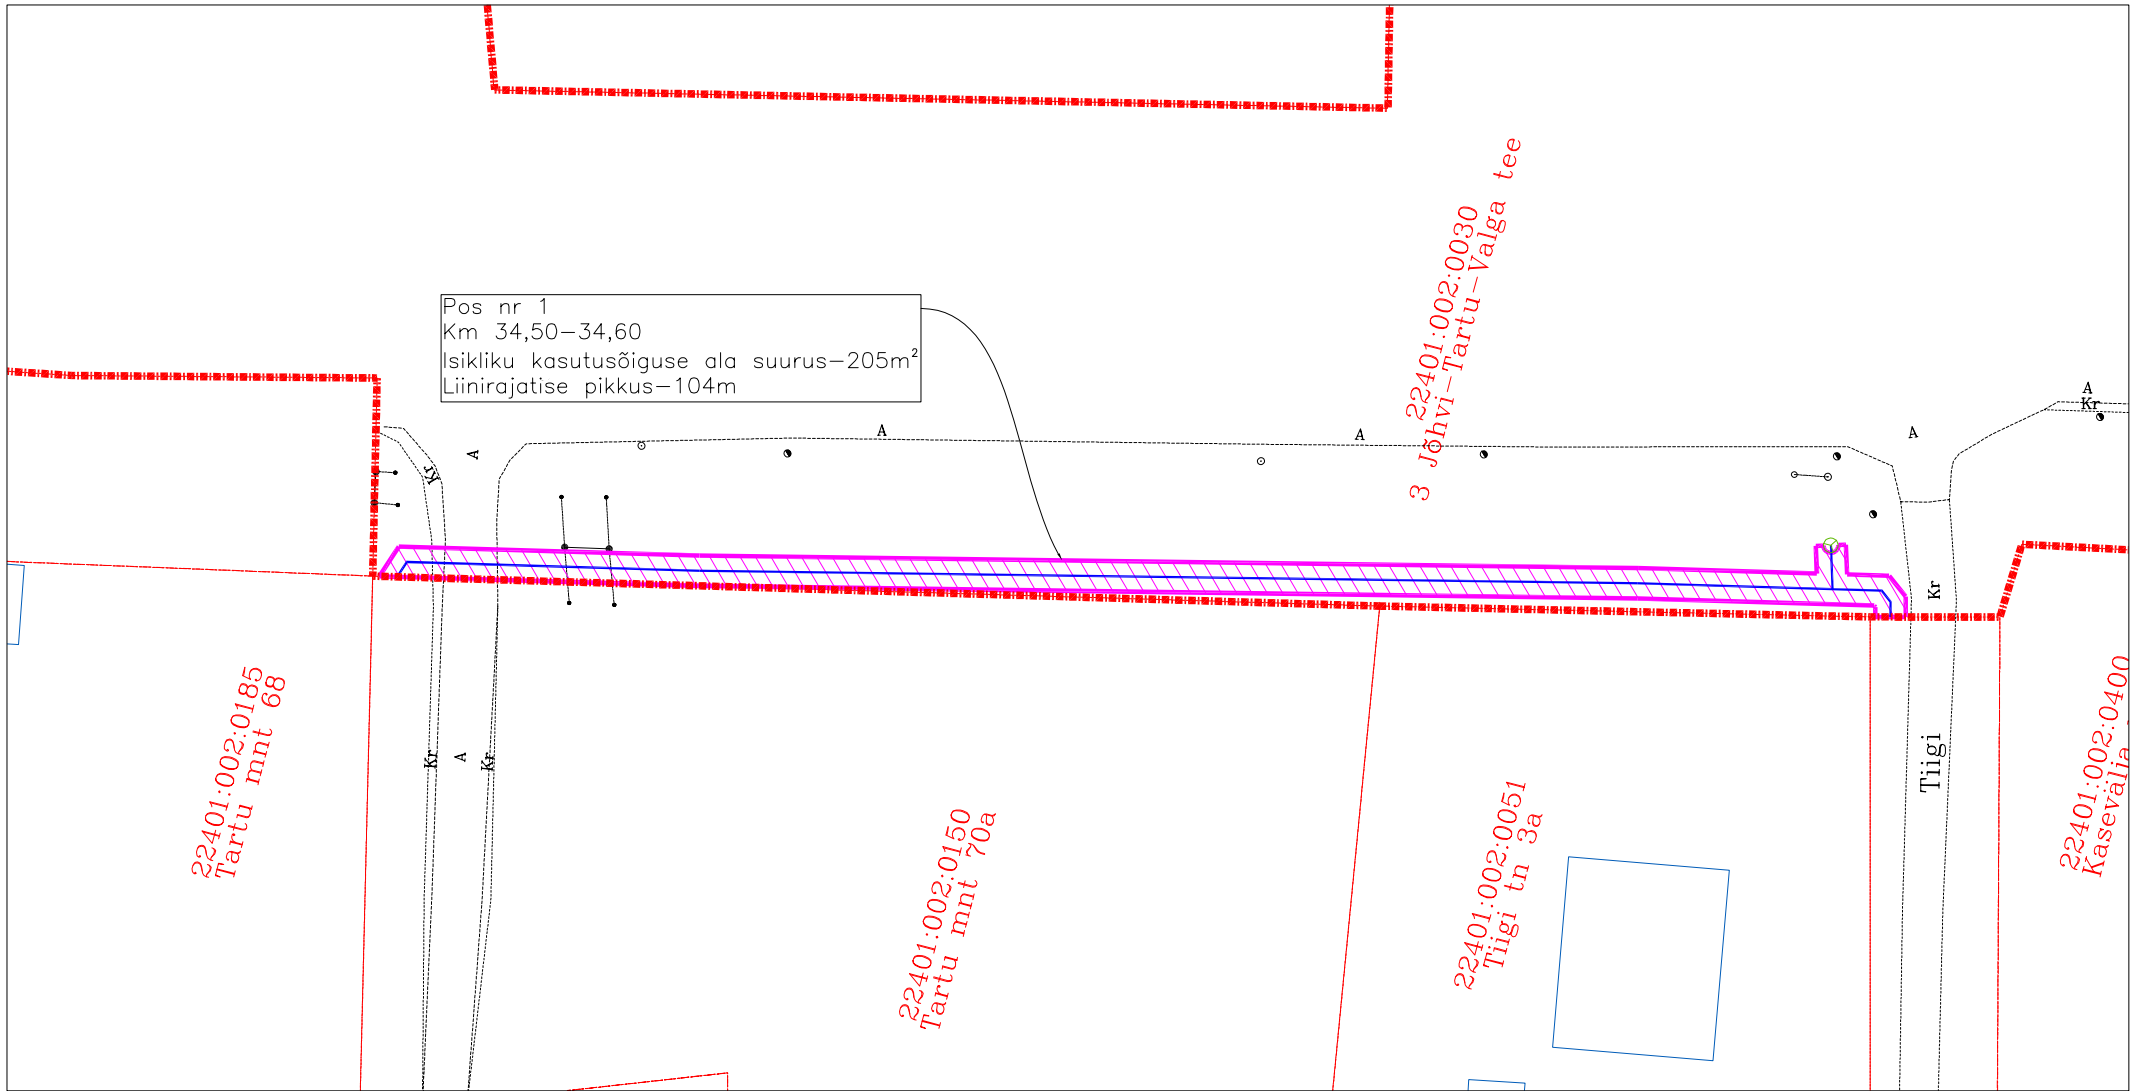 Pos nr 1
Km 34,50-34,60
Isikliku kasutusõiguse ala suurus-205m²
Liinirajatise pikkus-104m
22401:002:0030
3 Jõhvi-Tartu-Valga tee
A
Kr
A
A
A
A
Kr
Kr
22401:002:0185
Tartu mnt 68
Kr
A
Kr
22401:002:0150
Tartu mnt 70a
22401:002:0051
Tiigi tn 3a
Tiigi
22401:002:0400
Kasevälja